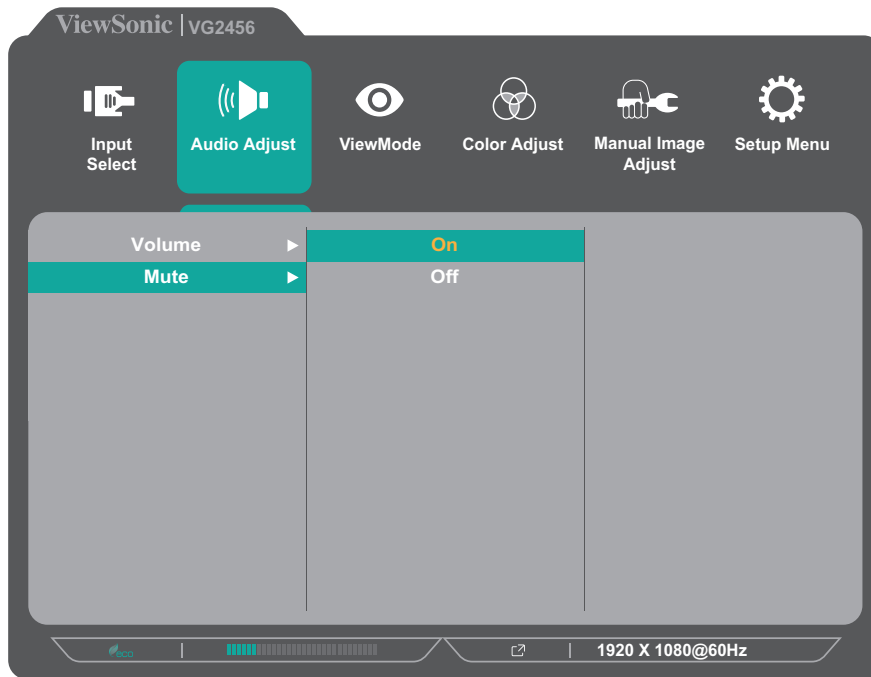 ViewSonic | VG2456
Input
Select
Audio Adjust
ViewMode
Color Adjust
Manual Image
Adjust
Setup Menu
Volume
On
Mute
Off
eco
1920 X 1080@60Hz